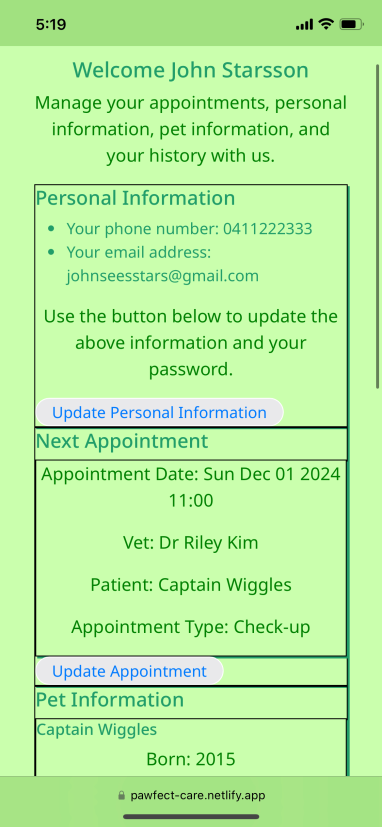 5:19
Welcome John Starsson
Manage your appointments, personal
information, pet information, and
your history with us.
Personal Information
Your phone number: 0411222333
Your email address:
johnseesstars@gmail.com
Use the button below to update the
above information and your
password.
Update Personal Information
Next Appointment
Appointment Date: Sun Dec 01 2024
11:00
Vet: Dr Riley Kim
Patient: Captain Wiggles
Appointment Type: Check-up
Update Appointment
Pet Information
Captain Wiggles
Born: 2015
pawfect-care.netlify.app